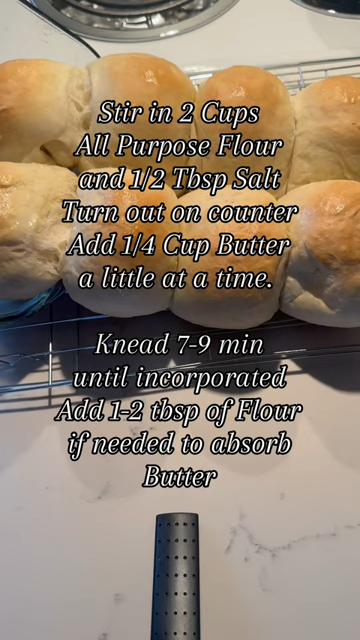 Stir in 2 Cups
All Purpose Flour
and 1/2 Tbsp Salt
Turn out on counter
Add 1/4 Cup Butter
a little at a time.
Knead 7-9 min
until incorporated
Add 1-2 tbsp of Flour
if needed to absorb
Butter